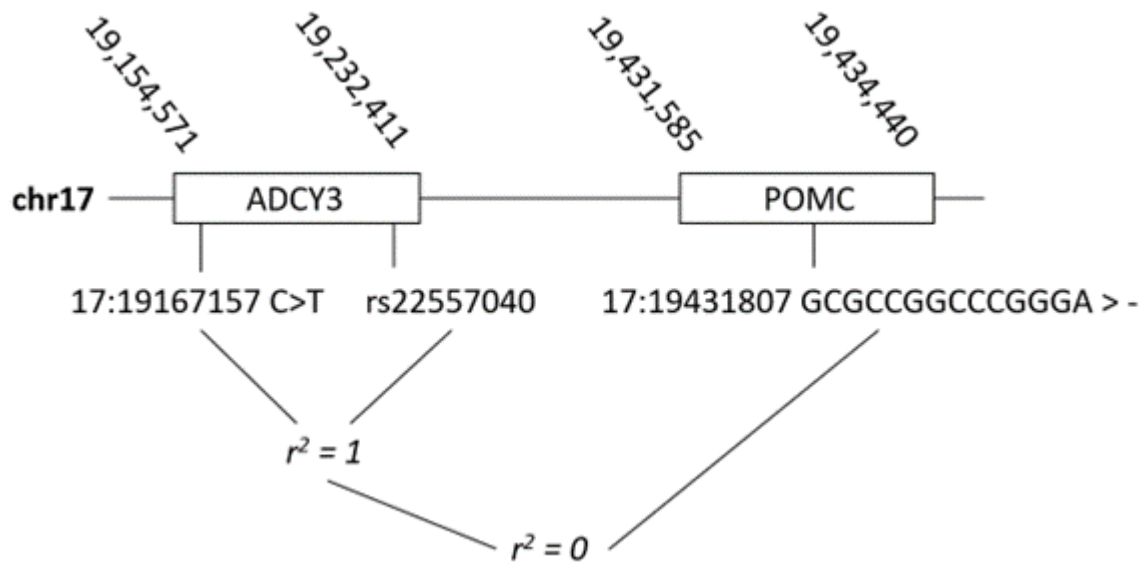 19,154,571
19,232,411
19,431,585
19,434,440
chr17 ADCY3 POMC
17:19167157 C>T rs22557040 17:19431807 GCGCCGGCCCGGGA > -
r² = 1
r² = 0